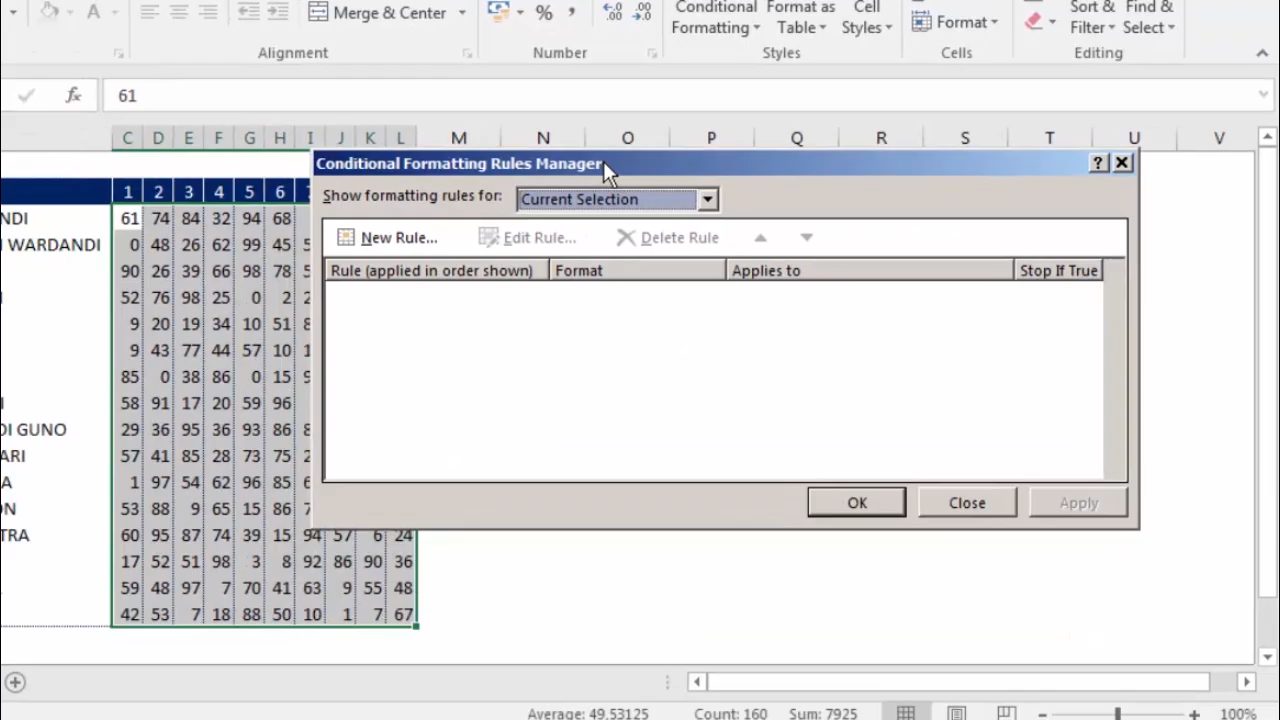 A
Merge & Center
%
,
.00
.00
Conditional Formatting
Format as Table
Cell Styles
Format
Sort & Filter
Find & Select
Alignment
Number
Styles
Cells
Editing
fx
61
C D E F G H I J K L M N O P Q R S T U V
Conditional Formatting Rules Manager
?
Show formatting rules for: Current Selection
New Rule...
Edit Rule...
Delete Rule
Rule (applied in order shown) Format Applies to Stop If True
OK
Close
Apply
1 2 3 4 5 6
NDI 61 74 84 32 94 68
WARDANDI 0 48 26 62 99 45
90 26 39 66 98 78
52 76 98 25 0 2
9 20 19 34 10 51
9 43 77 44 57 10
85 0 38 86 0 15
58 91 17 20 59 96
DI GUNO 29 36 95 36 93 86
ARI 57 41 85 28 73 75
A 1 97 54 62 96 85
ON 53 88 9 65 15 86
TRA 60 95 87 74 39 15 94 57 6 24
17 52 51 98 3 8 92 86 90 36
59 48 97 7 70 41 63 9 55 48
42 53 7 18 88 50 10 1 7 67
Average: 49,53125
Count: 160
Sum: 7925
100%